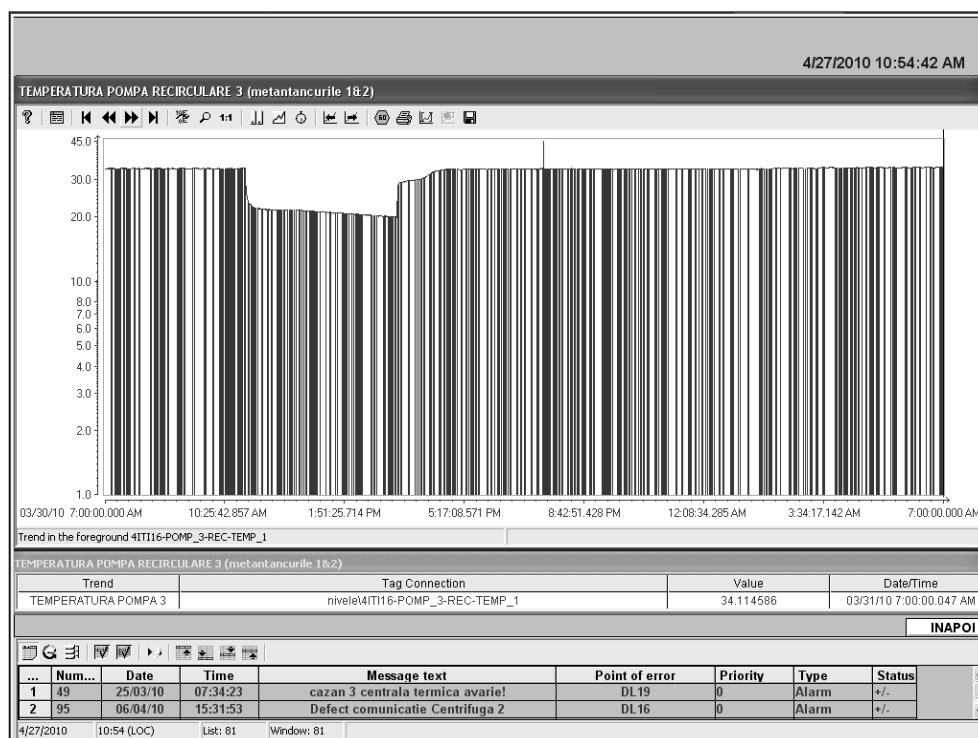 4/27/2010 10:54:42 AM
TEMPERATURA POMPA RECIRCULARE 3 (metantancurile 1&2)
1:1
45.0
30.0
20.0
10.0
8.0
7.0
6.0
5.0
4.0
3.0
2.0
1.0
03/30/10 7:00:00.000 AM 10:25:42.857 AM 1:51:25.714 PM 5:17:08.571 PM 8:42:51.428 PM 12:08:34.285 AM 3:34:17.142 AM 7:00:00.000 AM
Trend in the foreground 4ITI16-POMP_3-REC-TEMP_1
TEMPERATURA POMPA RECIRCULARE 3 (metantancurile 1&2)
Trend Tag Connection Value Date/Time
TEMPERATURA POMPA 3 nivele\4ITI16-POMP_3-REC-TEMP_1 34.114586 03/31/10 7:00:00.047 AM
INAPOI
... Num... Date Time Message text Point of error Priority Type Status
1 49 25/03/10 07:34:23 cazan 3 centrala termica avarie! DL19 0 Alarm +/-
2 95 06/04/10 15:31:53 Defect comunicatie Centrifuga 2 DL16 0 Alarm +/-
4/27/2010 10:54 (LOC) List: 81 Window: 81